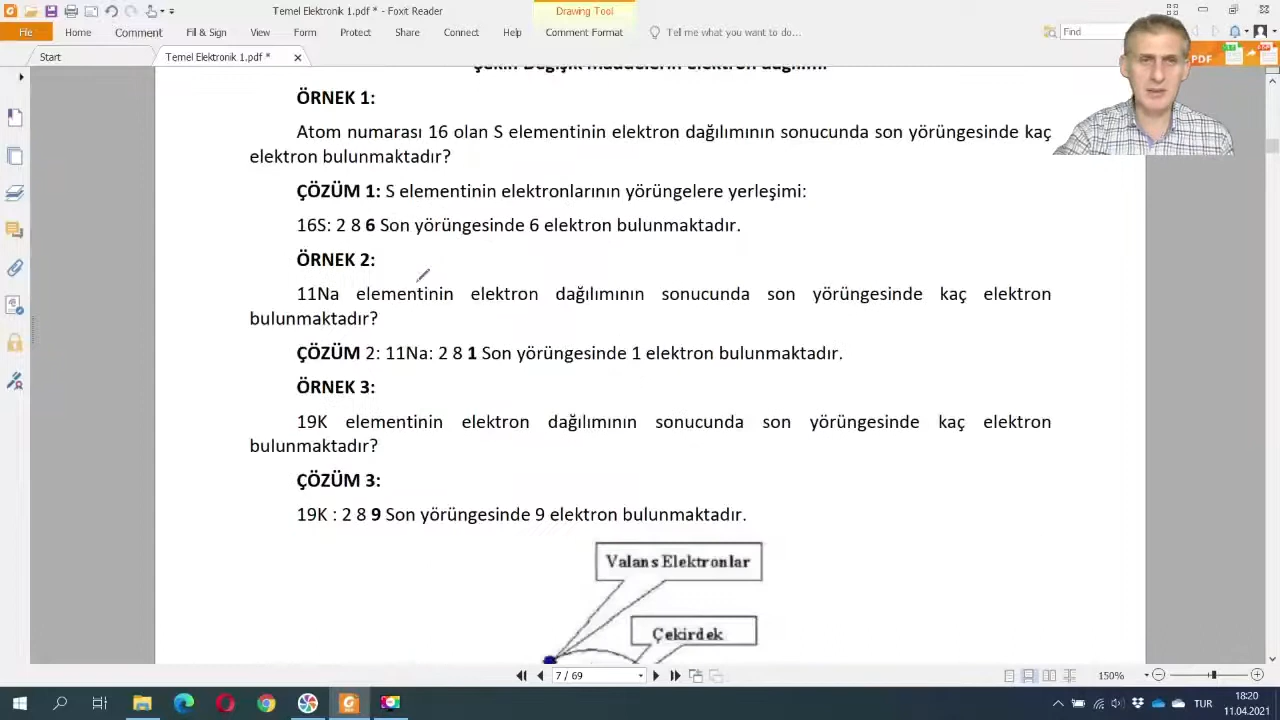 Temel Elektronik 1.pdf * - Foxit Reader
Drawing Tool
File Home Comment Fill & Sign View Form Protect Share Connect Help Comment Format Tell me what you want to do... Find
Start Temel Elektronik 1.pdf *
PDF
Çekin Değişik Maddelerin elektron dağılımı
ÖRNEK 1:
Atom numarası 16 olan S elementinin elektron dağılımının sonucunda son yörüngesinde kaç
elektron bulunmaktadır?
ÇÖZÜM 1: S elementinin elektronlarının yörüngelere yerleşimi:
16S: 2 8 6 Son yörüngesinde 6 elektron bulunmaktadır.
ÖRNEK 2:
11Na elementinin elektron dağılımının sonucunda son yörüngesinde kaç elektron
bulunmaktadır?
ÇÖZÜM 2: 11Na: 2 8 1 Son yörüngesinde 1 elektron bulunmaktadır.
ÖRNEK 3:
19K elementinin elektron dağılımının sonucunda son yörüngesinde kaç elektron
bulunmaktadır?
ÇÖZÜM 3:
19K : 2 8 9 Son yörüngesinde 9 elektron bulunmaktadır.
Valans Elektronlar
Çekirdek
7 / 69
150%
18:20
TUR
11.04.2021